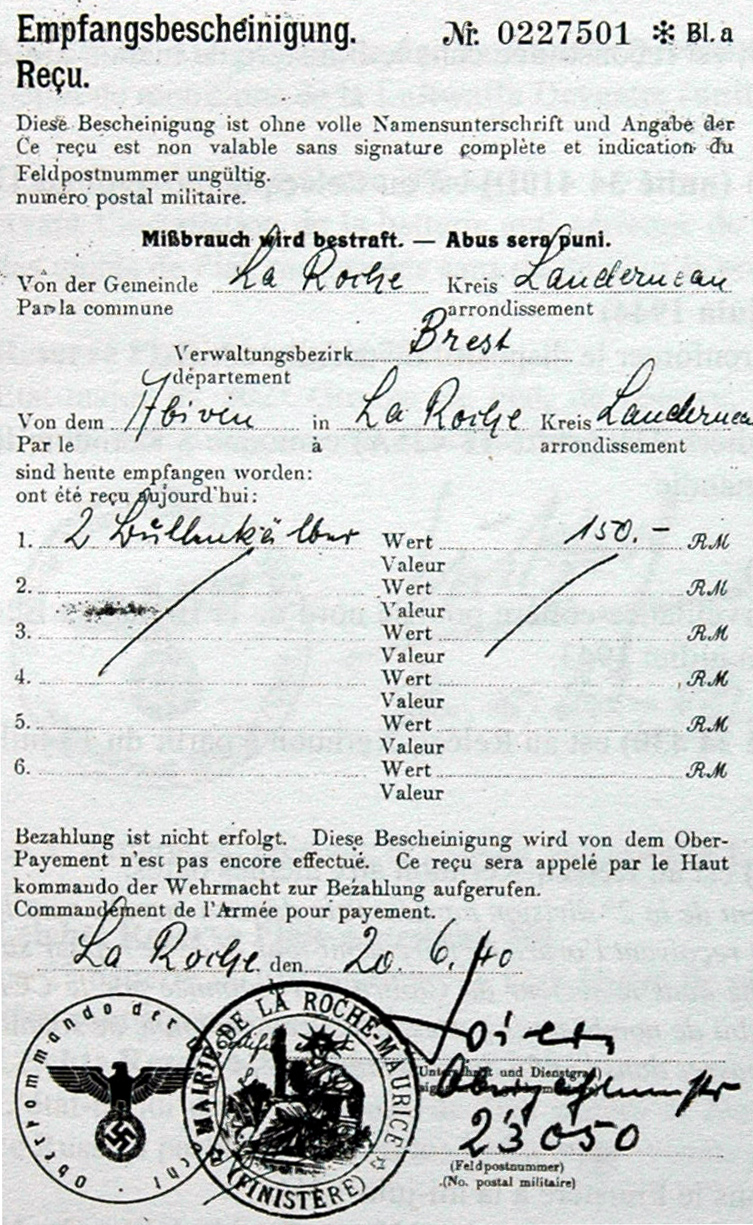 Empfangsbescheinigung. Nr. 0227501 ✻ Bl. a
Reçu.
Diese Bescheinigung ist ohne volle Namensunterschrift und Angabe der
Ce reçu est non valable sans signature complète et indication du
Feldpostnummer ungültig.
numéro postal militaire.
Mißbrauch wird bestraft. — Abus sera puni.
Von der Gemeinde La Roche Kreis Landerneau
Par la commune arrondissement
Verwaltungsbezirk Brest
département
Von dem Abivin in La Roche Kreis Landerneau
Par le à arrondissement
sind heute empfangen worden:
ont été reçu aujourd'hui:
1. 2 Bullenkälber Wert 150.- RM
Valeur
2. Wert RM
Valeur
3. Wert RM
Valeur
4. Wert RM
Valeur
5. Wert RM
Valeur
6. Wert RM
Valeur
Bezahlung ist nicht erfolgt. Diese Bescheinigung wird von dem Ober-
Payement n'est pas encore effectué. Ce reçu sera appelé par le Haut
kommando der Wehrmacht zur Bezahlung aufgerufen.
Commandement de l'Armée pour payement.
La Roche den 20. 6. 40
Oberkommando der
MAIRIE DE LA ROCHE-MAURICE
(FINISTÈRE)
(Unterschrift und Dienstgrad)
23050
(Feldpostnummer)
(No. postal militaire)